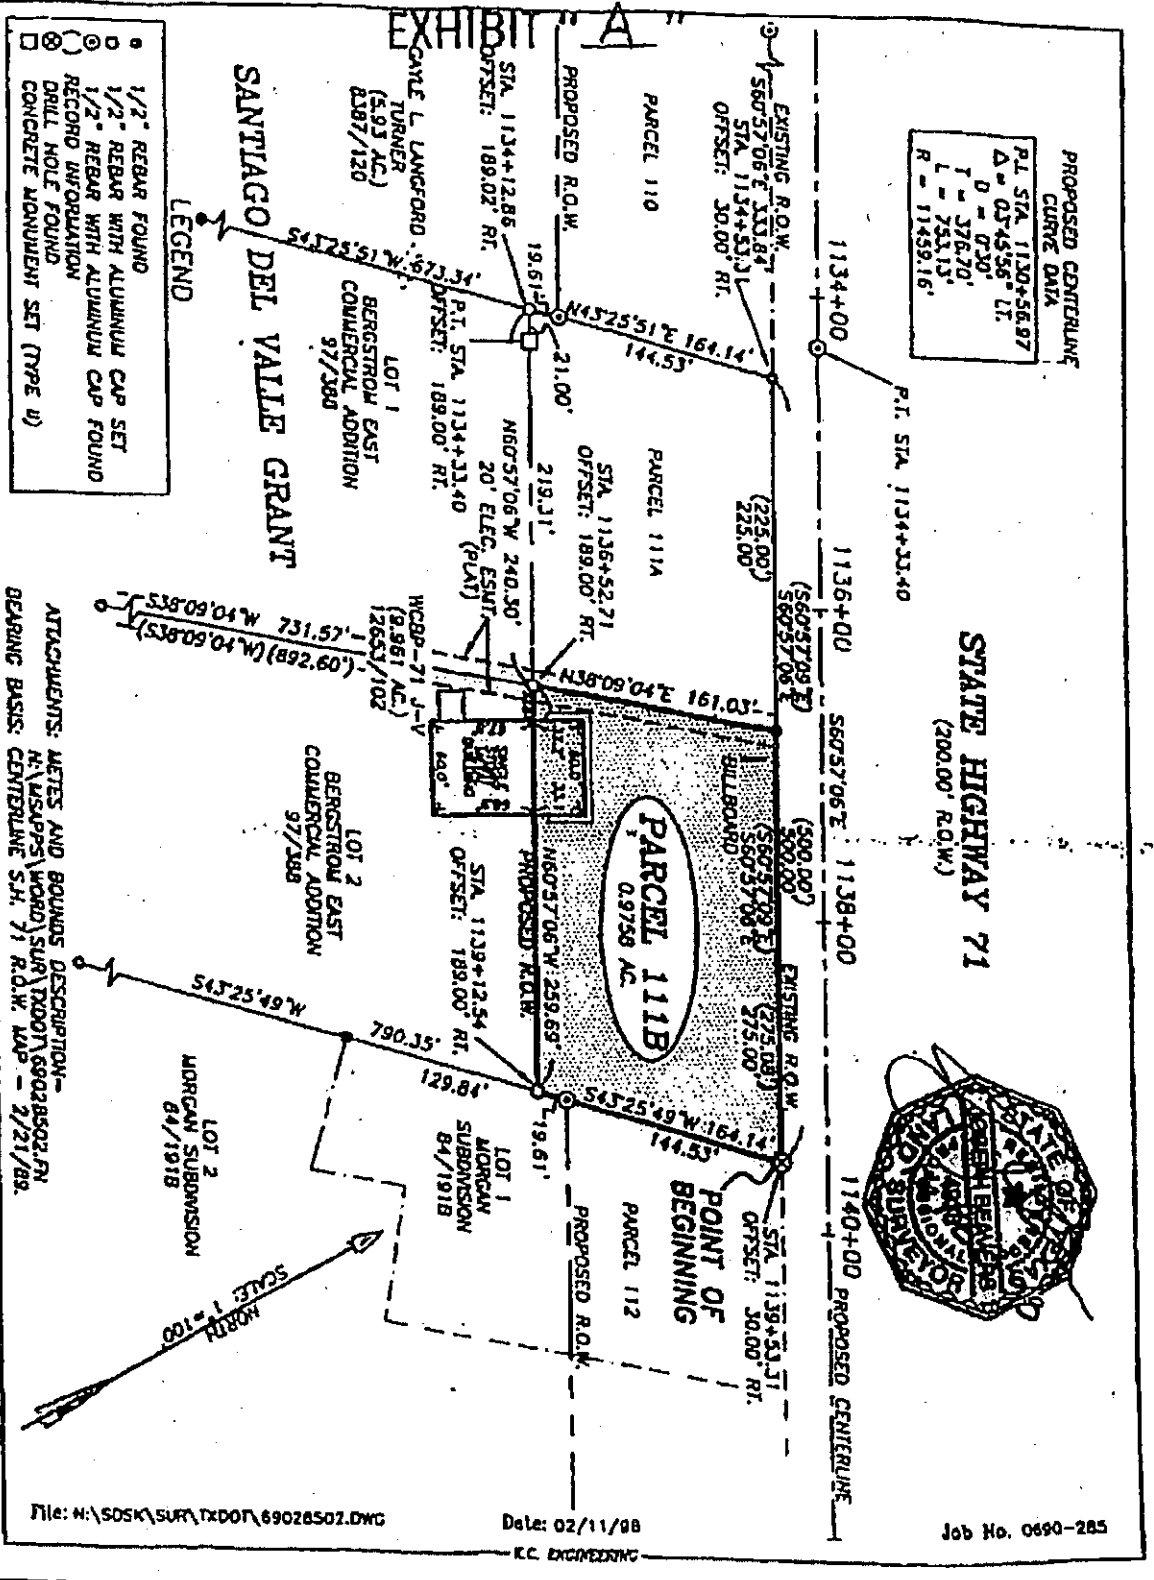 EXHIBIT " A "
PROPOSED CENTERLINE
CURVE DATA
P.I. STA. 1130+56.97
Δ = 03°45'56" LT.
D = 0°30'
T = 376.70'
L = 753.13'
R = 11459.16'
STATE HIGHWAY 71
(200.00' R.O.W.)
P.T. STA 1134+33.40
1134+00
1136+00
S60°57'06"E
1138+00
1140+00
PROPOSED CENTERLINE
EXISTING R.O.W.
S60°57'06"E 333.84'
STA 1134+53.31
OFFSET: 30.00' RT.
(225.00')
225.00'
(S60°57'09"E)
S60°57'06"E
(500.00')
500.00'
(S60°57'09"E)
S60°57'06"E
EXISTING R.O.W.
(275.08')
275.00'
STA. 1139+53.31
OFFSET: 30.00' RT.
POINT OF
BEGINNING
PARCEL 110
PROPOSED R.O.W.
STA 1134+12.86
OFFSET: 189.02' RT.
19.61'
N43°25'51"E 164.14'
144.53'
21.00'
PARCEL 111A
STA. 1136+52.71
OFFSET: 189.00' RT.
219.31'
N60°57'06"W 240.30'
20' ELEC. ESMT.
(PLAT)
P.T. STA 1134+33.40
OFFSET: 189.00' RT.
N38°09'04"E 161.03'
BILLBOARD
PARCEL 111B
0.9758 AC.
N60°57'06"W 259.69'
PROPOSED R.O.W.
STA. 1139+12.54
OFFSET: 189.00' RT.
S43°25'49"W 164.14'
144.53'
19.61'
PARCEL 112
PROPOSED R.O.W.
GAYLE L. LANGFORD
TURNER
(5.93 AC.)
8387/120
S43°25'51"W 673.34'
LOT 1
BERGSTROM EAST
COMMERCIAL ADDITION
97/388
WCBP-71 J-V
(9.961 AC.)
12653/102
60.0'
S38°09'04"W 731.57'
(S38°09'04"W)(892.60')
LOT 2
BERGSTROM EAST
COMMERCIAL ADDITION
97/388
S43°25'49"W
790.35'
129.84'
LOT 1
MORGAN
SUBDIVISION
84/191B
LOT 2
MORGAN SUBDIVISION
84/191B
SANTIAGO DEL VALLE GRANT
LEGEND
1/2" REBAR FOUND
1/2" REBAR WITH ALUMINUM CAP SET
1/2" REBAR WITH ALUMINUM CAP FOUND
( ) RECORD INFORMATION
DRILL HOLE FOUND
CONCRETE MONUMENT SET (TYPE II)
ATTACHMENTS: METES AND BOUNDS DESCRIPTION-
N:\MSAPPS\WORD\SUR\TXDOT\69028502.FN
BEARING BASIS: CENTERLINE S.H. 71 R.O.W. MAP - 2/21/89.
SCALE: 1"=100'
NORTH
STATE OF
LAND SURVEYOR
Job No. 0690-285
Date: 02/11/98
File: N:\SDSK\SUR\TXDOT\69028502.DWG
K.C. ENGINEERING